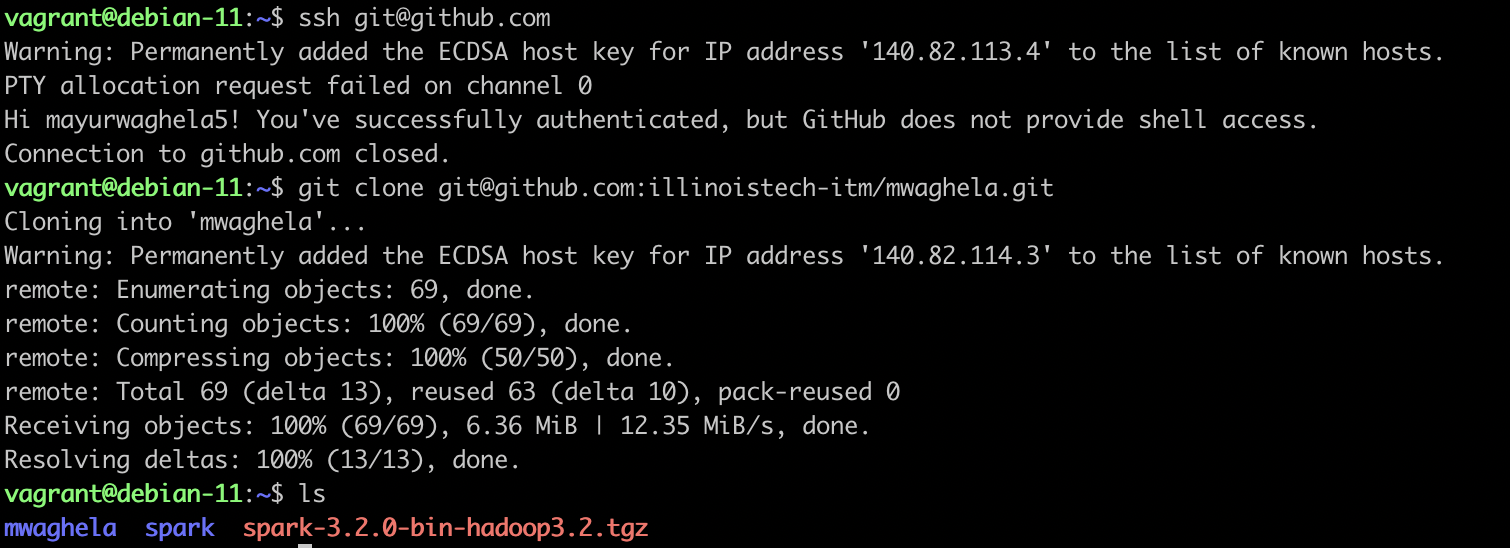 vagrant@debian-11:~$ ssh git@github.com
Warning: Permanently added the ECDSA host key for IP address '140.82.113.4' to the list of known hosts.
PTY allocation request failed on channel 0
Hi mayurwaghela5! You've successfully authenticated, but GitHub does not provide shell access.
Connection to github.com closed.
vagrant@debian-11:~$ git clone git@github.com:illinoistech-itm/mwaghela.git
Cloning into 'mwaghela'...
Warning: Permanently added the ECDSA host key for IP address '140.82.114.3' to the list of known hosts.
remote: Enumerating objects: 69, done.
remote: Counting objects: 100% (69/69), done.
remote: Compressing objects: 100% (50/50), done.
remote: Total 69 (delta 13), reused 63 (delta 10), pack-reused 0
Receiving objects: 100% (69/69), 6.36 MiB | 12.35 MiB/s, done.
Resolving deltas: 100% (13/13), done.
vagrant@debian-11:~$ ls
mwaghela  spark  spark-3.2.0-bin-hadoop3.2.tgz